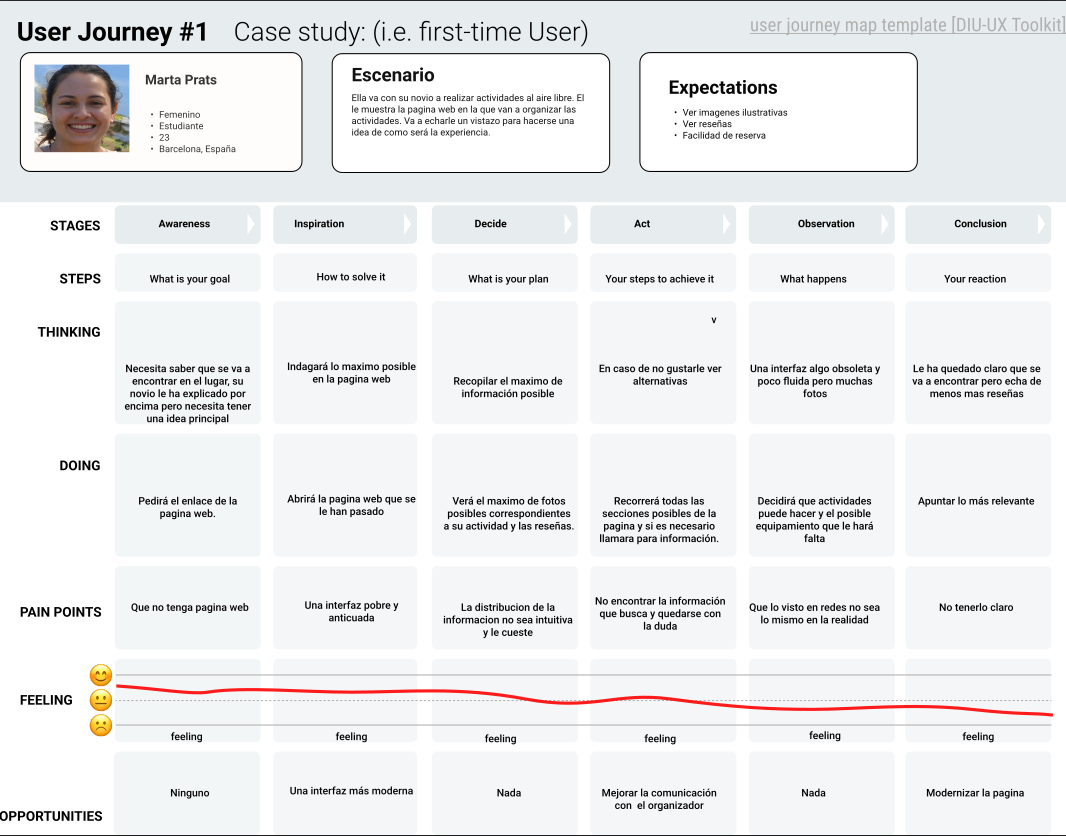 User Journey #1 Case study: (i.e. first-time User)
user journey map template [DIU-UX Toolkit]
Marta Prats
• Femenino
• Estudiante
• 23
• Barcelona, España
Escenario
Ella va con su novio a realizar actividades al aire libre. El
le muestra la pagina web en la que van a organizar las
actividades. Va a echarle un vistazo para hacerse una
idea de como será la experiencia.
Expectations
• Ver imagenes ilustrativas
• Ver reseñas
• Facilidad de reserva
STAGES
Awareness
Inspiration
Decide
Act
Observation
Conclusion
STEPS
What is your goal
How to solve it
What is your plan
Your steps to achieve it
What happens
Your reaction
THINKING
Necesita saber que se va a
encontrar en el lugar, su
novio le ha explicado por
encima pero necesita tener
una idea principal
Indagará lo maximo posible
en la pagina web
Recopilar el maximo de
información posible
v
En caso de no gustarle ver
alternativas
Una interfaz algo obsoleta y
poco fluida pero muchas
fotos
Le ha quedado claro que se
va a encontrar pero echa de
menos mas reseñas
DOING
Pedirá el enlace de la
pagina web.
Abrirá la pagina web que se
le han pasado
Verá el maximo de fotos
posibles correspondientes
a su actividad y las reseñas.
Recorrerá todas las
secciones posibles de la
pagina y si es necesario
llamara para información.
Decidirá que actividades
puede hacer y el posible
equipamiento que le hará
falta
Apuntar lo más relevante
PAIN POINTS
Que no tenga pagina web
Una interfaz pobre y
anticuada
La distribucion de la
informacion no sea intuitiva
y le cueste
No encontrar la información
que busca y quedarse con
la duda
Que lo visto en redes no sea
lo mismo en la realidad
No tenerlo claro
FEELING
feeling
feeling
feeling
feeling
feeling
feeling
OPPORTUNITIES
Ninguno
Una interfaz más moderna
Nada
Mejorar la comunicación
con el organizador
Nada
Modernizar la pagina